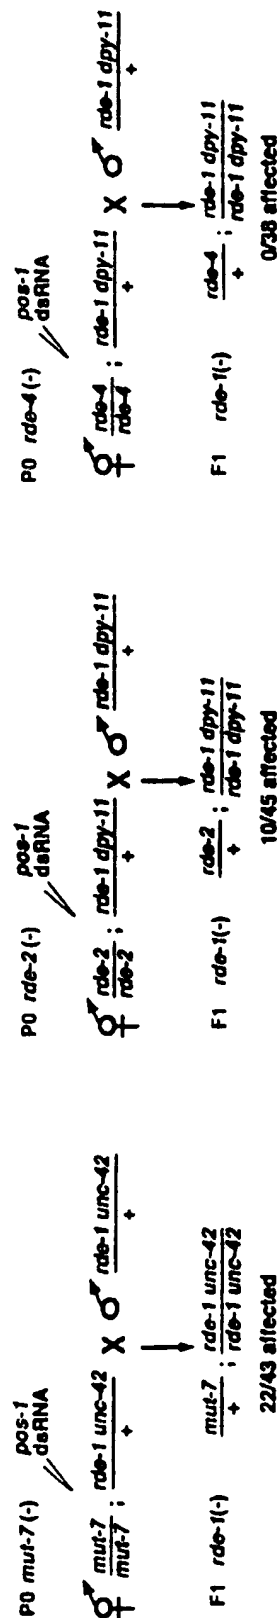 P0 mut-7 (-)
pos-1
dsRNA
mut-7 ; rde-1 unc-42 X rde-1 unc-42
mut-7 + +
F1 rde-1(-)
mut-7 ; rde-1 unc-42
+ rde-1 unc-42
22/43 affected
P0 rde-2 (-)
pos-1
dsRNA
rde-2 ; rde-1 dpy-11 X rde-1 dpy-11
rde-2 + +
F1 rde-1(-)
rde-2 ; rde-1 dpy-11
+ rde-1 dpy-11
10/45 affected
P0 rde-4 (-)
pos-1
dsRNA
rde-4 ; rde-1 dpy-11 X rde-1 dpy-11
rde-4 + +
F1 rde-1(-)
rde-4 ; rde-1 dpy-11
+ rde-1 dpy-11
0/38 affected